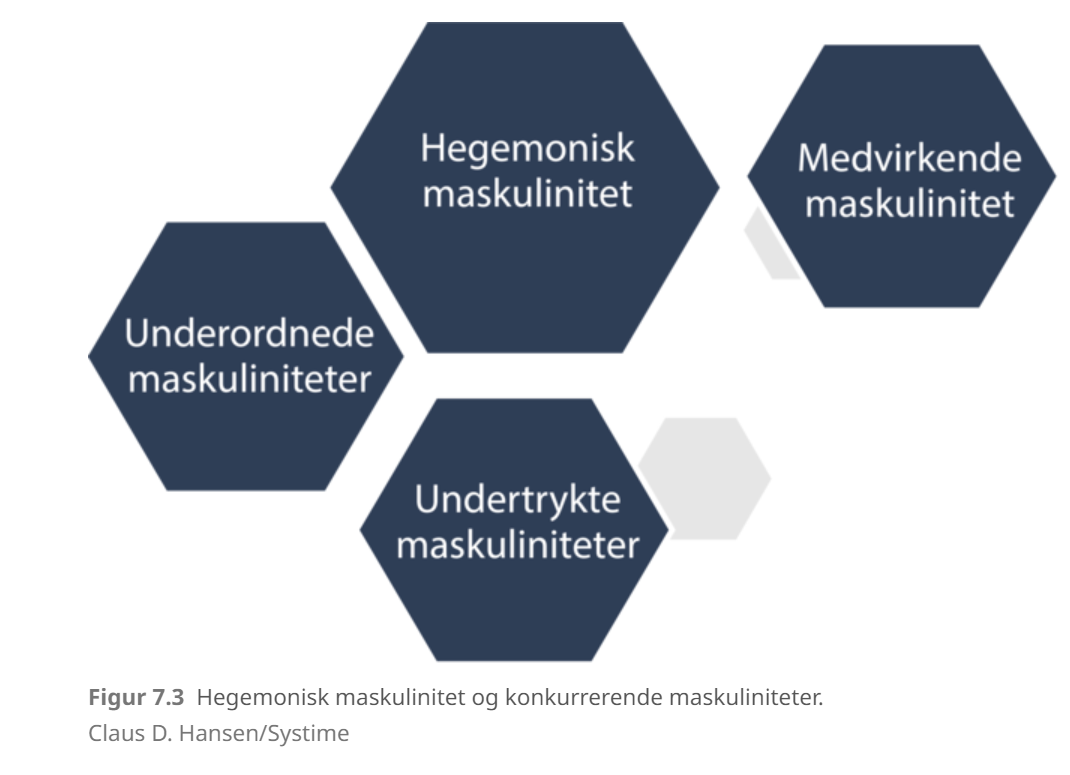 Hegemonisk
maskulinitet
Medvirkende
maskulinitet
Underordnede
maskuliniteter
Undertrykte
maskuliniteter
Figur 7.3 Hegemonisk maskulinitet og konkurrerende maskuliniteter.
Claus D. Hansen/Systime